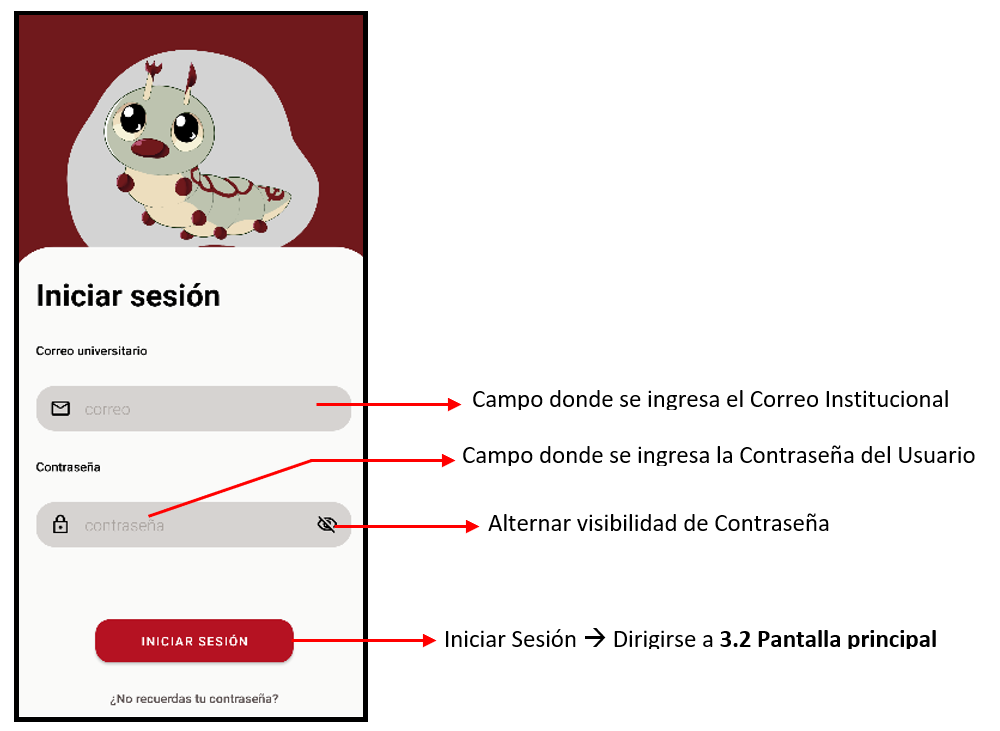 Iniciar sesión
Correo universitario
correo
Campo donde se ingresa el Correo Institucional
Campo donde se ingresa la Contraseña del Usuario
Contraseña
contraseña
Alternar visibilidad de Contraseña
INICIAR SESIÓN
Iniciar Sesión → Dirigirse a 3.2 Pantalla principal
¿No recuerdas tu contraseña?